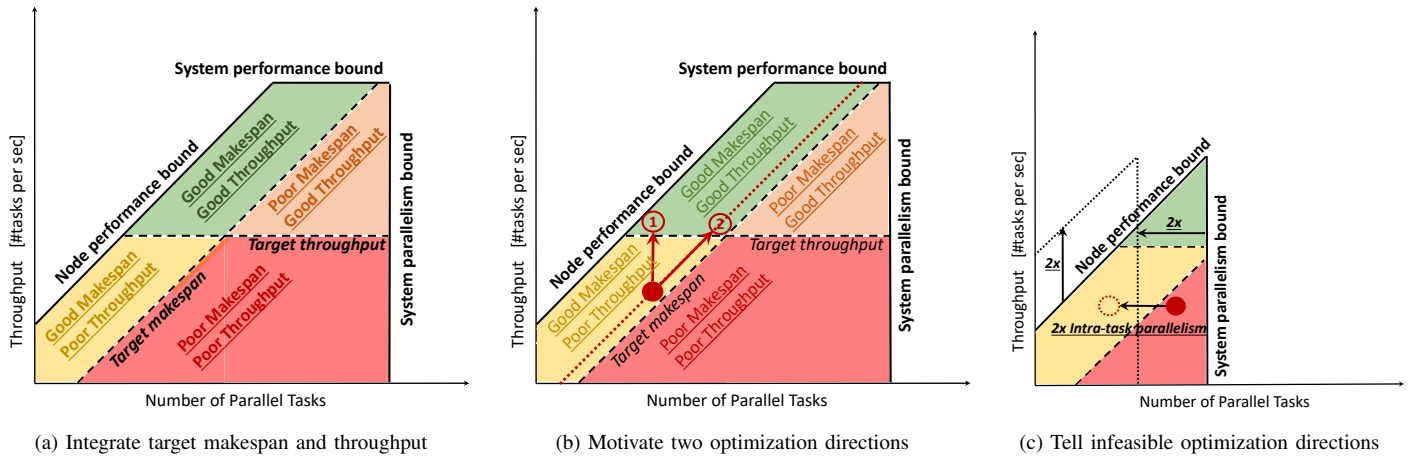 Throughput [#tasks per sec]
System performance bound
Node performance bound
System parallelism bound
Good Makespan
Good Throughput
Poor Makespan
Good Throughput
Target throughput
Good Makespan
Poor Throughput
Target makespan
Poor Makespan
Poor Throughput
Number of Parallel Tasks
(a) Integrate target makespan and throughput
Throughput [#tasks per sec]
System performance bound
Node performance bound
System parallelism bound
Good Makespan
Good Throughput
Poor Makespan
Good Throughput
1
2
Target throughput
Good Makespan
Poor Throughput
Target makespan
Poor Makespan
Poor Throughput
Number of Parallel Tasks
(b) Motivate two optimization directions
Throughput [#tasks per sec]
Node performance bound
System parallelism bound
2x
2x
2x Intra-task parallelism
Number of Parallel Tasks
(c) Tell infeasible optimization directions